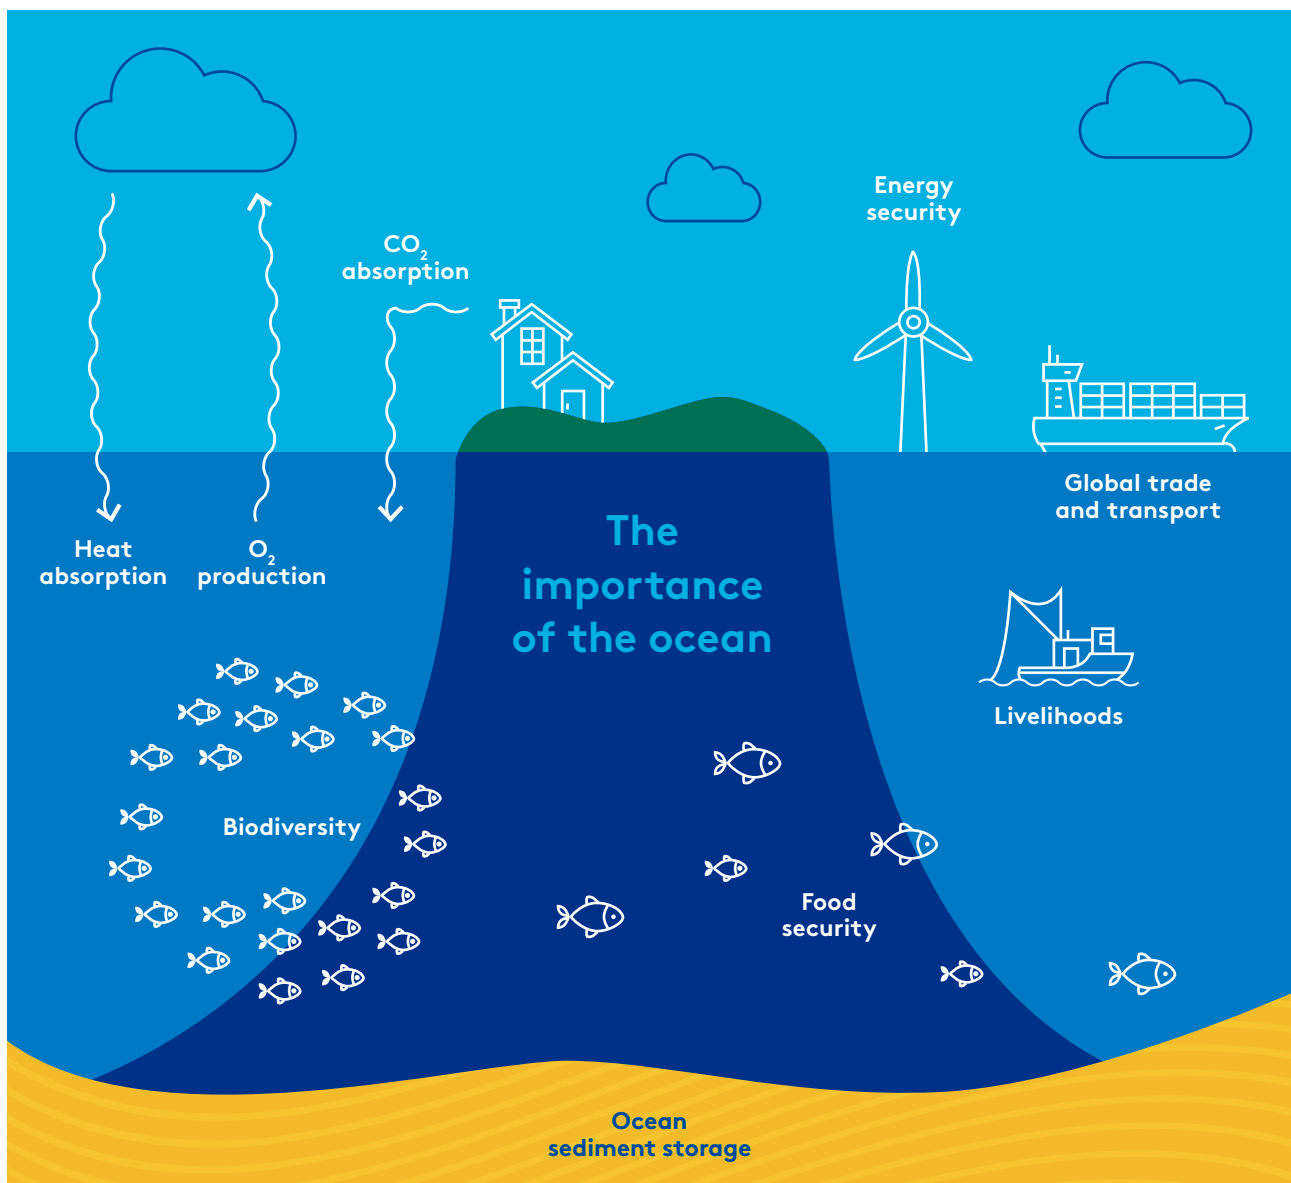 Energy
security
CO₂
absorption
Global trade
and transport
The
importance
of the ocean
Heat
absorption
O₂
production
Livelihoods
Biodiversity
Food
security
Ocean
sediment storage